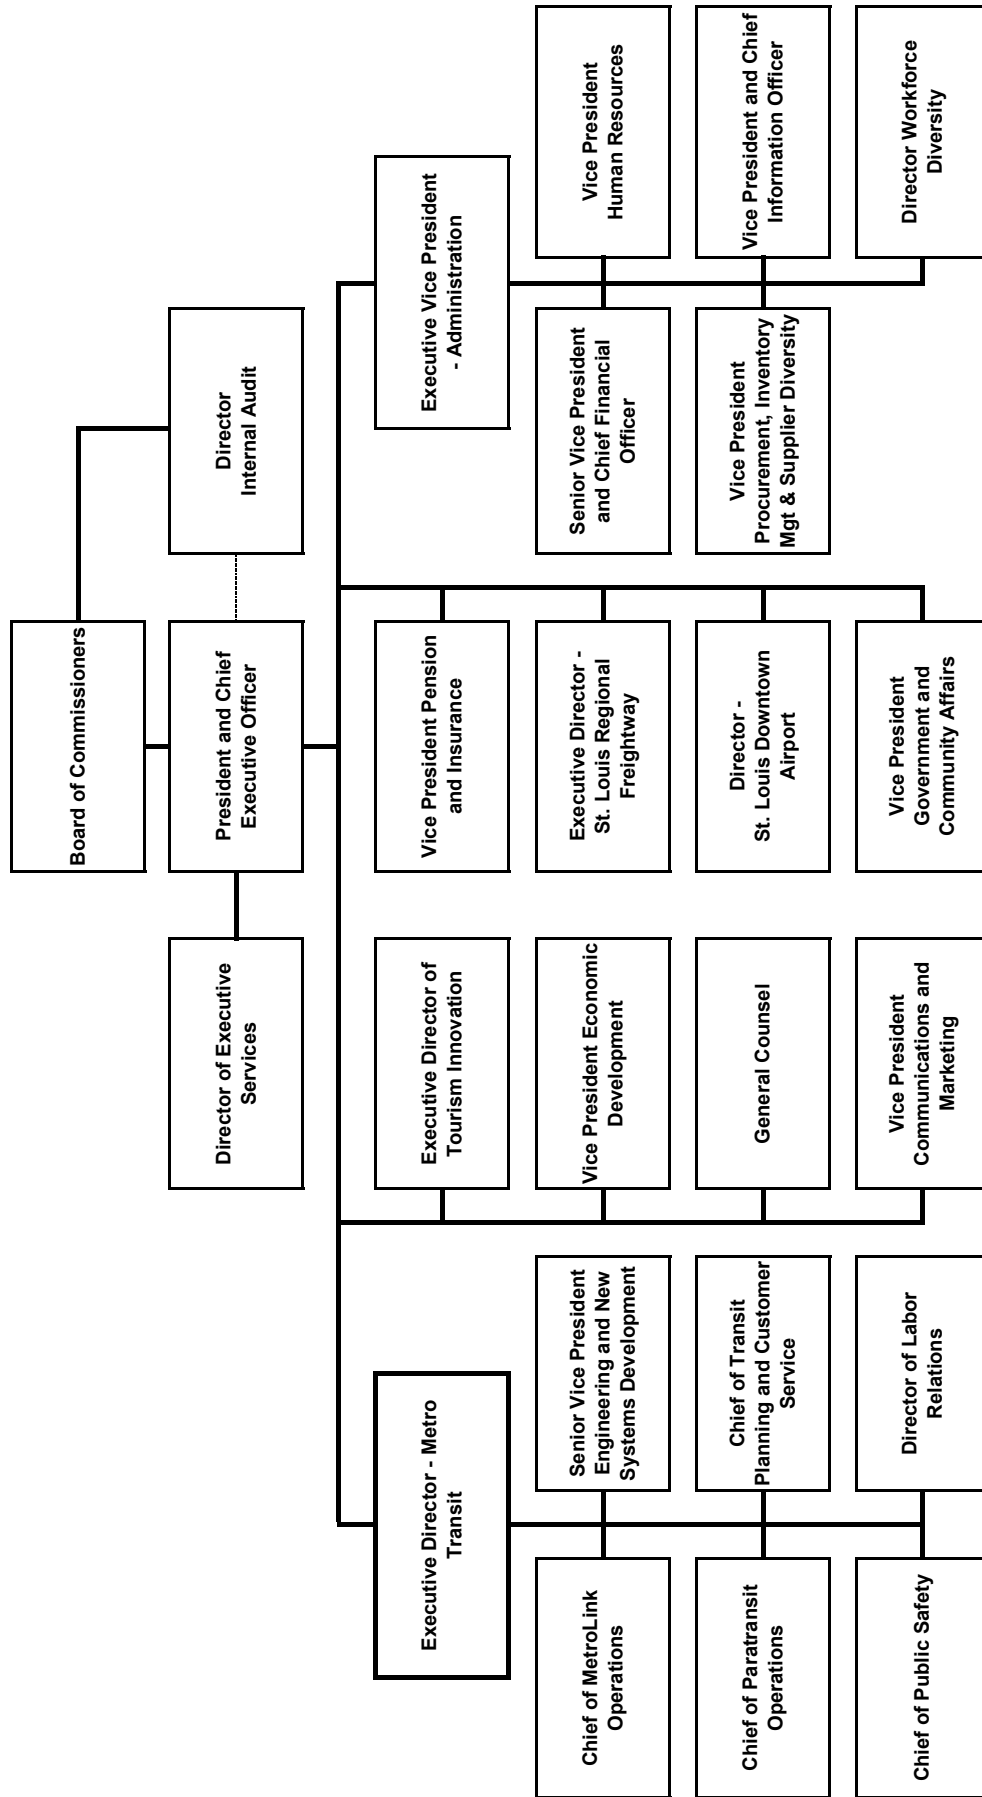 Board of Commissioners
Director of Executive
Services
President and Chief
Executive Officer
Director
Internal Audit
Executive Director - Metro
Transit
Executive Director of
Tourism Innovation
Vice President Pension
and Insurance
Executive Vice President
- Administration
Chief of MetroLink
Operations
Senior Vice President
Engineering and New
Systems Development
Vice President Economic
Development
Executive Director -
St. Louis Regional
Freightway
Senior Vice President
and Chief Financial
Officer
Vice President
Human Resources
Chief of Paratransit
Operations
Chief of Transit
Planning and Customer
Service
General Counsel
Director -
St. Louis Downtown
Airport
Vice President
Procurement, Inventory
Mgt & Supplier Diversity
Vice President and Chief
Information Officer
Chief of Public Safety
Director of Labor
Relations
Vice President
Communications and
Marketing
Vice President
Government and
Community Affairs
Director Workforce
Diversity